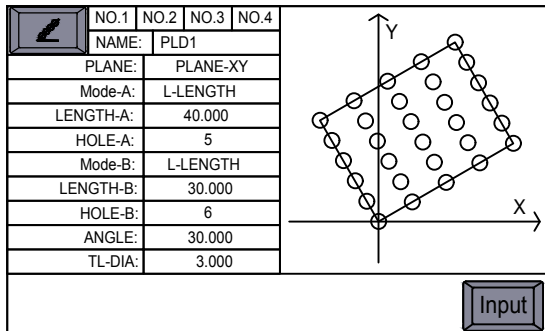 NO.1 NO.2 NO.3 NO.4
NAME: PLD1
PLANE: PLANE-XY
Mode-A: L-LENGTH
LENGTH-A: 40.000
HOLE-A: 5
Mode-B: L-LENGTH
LENGTH-B: 30.000
HOLE-B: 6
ANGLE: 30.000
TL-DIA: 3.000
Y
X
Input